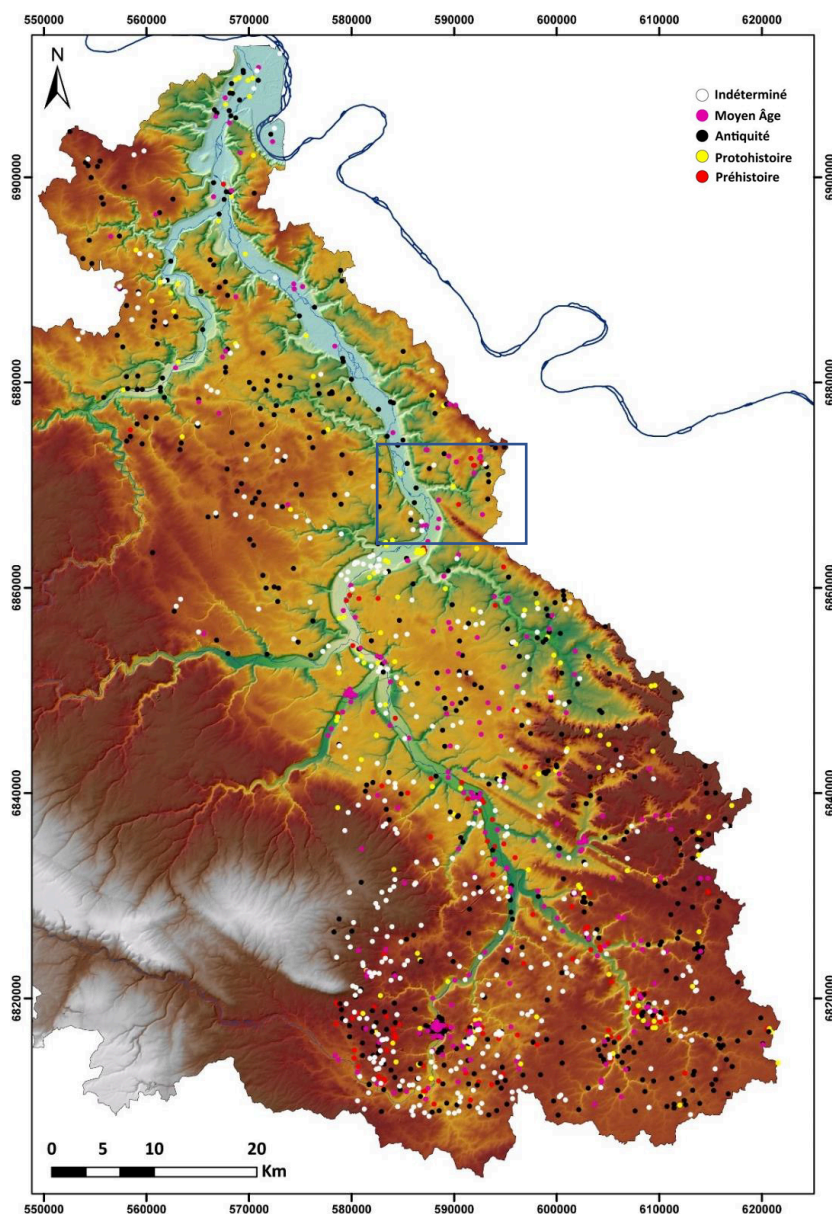 550000 560000 570000 580000 590000 600000 610000 620000
N
Indéterminé
Moyen Âge
Antiquité
Protohistoire
Préhistoire
6900000 6900000
6880000 6880000
6860000 6860000
6840000 6840000
6820000 6820000
0 5 10 20
Km
550000 560000 570000 580000 590000 600000 610000 620000